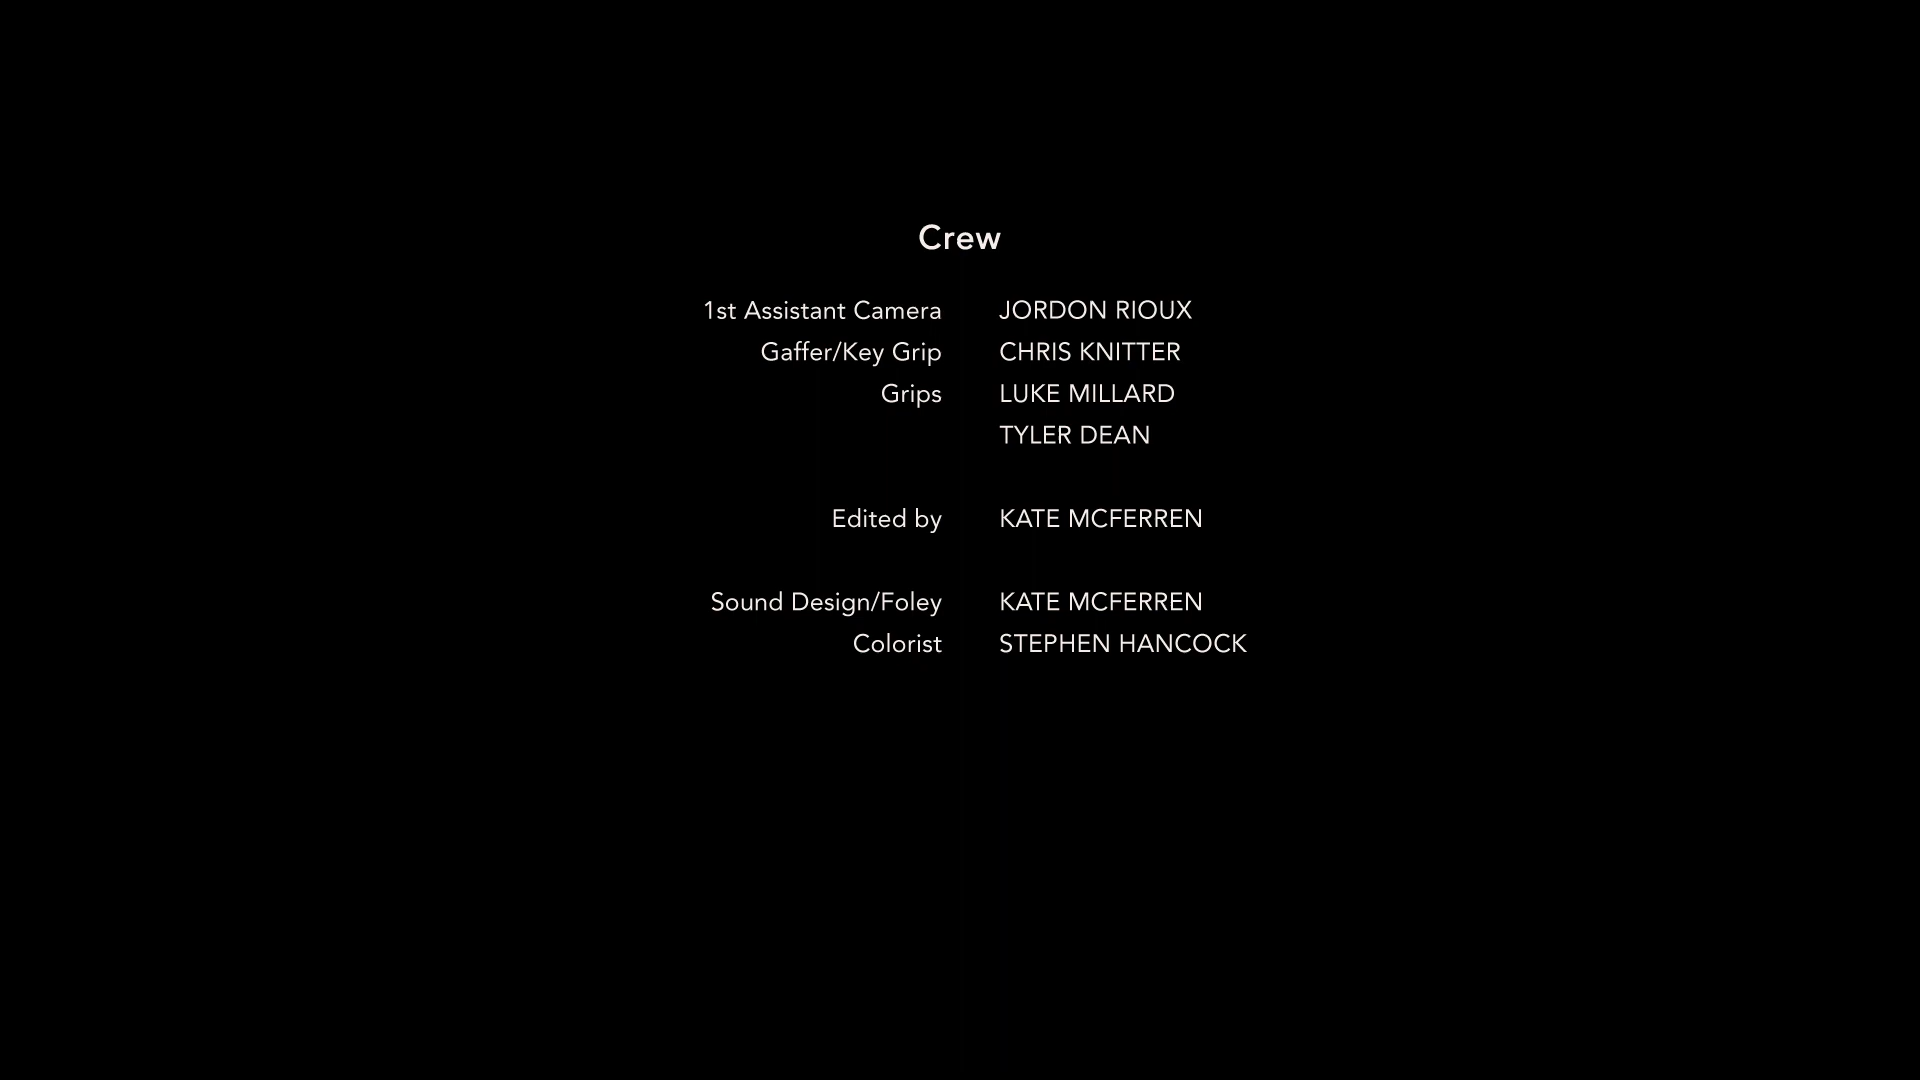 Crew
1st Assistant Camera JORDON RIOUX
Gaffer/Key Grip CHRIS KNITTER
Grips LUKE MILLARD
TYLER DEAN
Edited by KATE MCFERREN
Sound Design/Foley KATE MCFERREN
Colorist STEPHEN HANCOCK